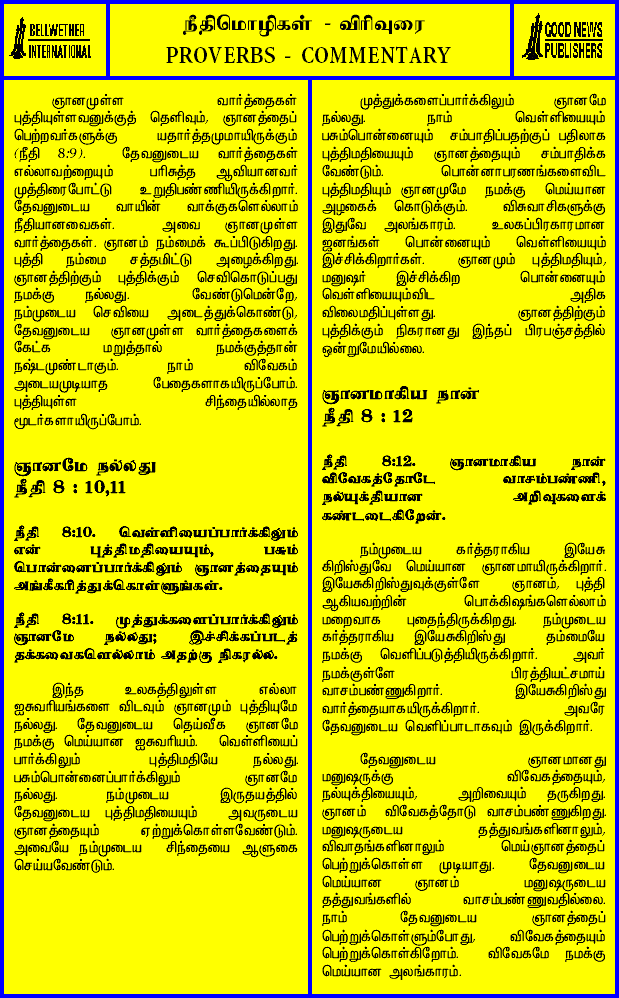 BELLWETHER
INTERNATIONAL
நீதிமொழிகள் - விரிவுரை
PROVERBS - COMMENTARY
GOOD NEWS
PUBLISHERS
ஞானமுள்ள வார்த்தைகள்
புத்தியுள்ளவனுக்குத் தெளிவும், ஞானத்தைப்
பெற்றவர்களுக்கு யதார்த்தமுமாயிருக்கும்
(நீதி 8:9). தேவனுடைய வார்த்தைகள்
எல்லாவற்றையும் பரிசுத்த ஆவியானவர்
முத்திரைபோட்டு உறுதிபண்ணியிருக்கிறார்.
தேவனுடைய வாயின் வாக்குகளெல்லாம்
நீதியானவைகள். அவை ஞானமுள்ள
வார்த்தைகள். ஞானம் நம்மைக் கூப்பிடுகிறது.
புத்தி நம்மை சத்தமிட்டு அழைக்கிறது.
ஞானத்திற்கும் புத்திக்கும் செவிகொடுப்பது
நமக்கு நல்லது. வேண்டுமென்றே,
நம்முடைய செவியை அடைத்துக்கொண்டு,
தேவனுடைய ஞானமுள்ள வார்த்தைகளைக்
கேட்க மறுத்தால் நமக்குத்தான்
நஷ்டமுண்டாகும். நாம் விவேகம்
அடையமுடியாத பேதைகளாகயிருப்போம்.
புத்தியுள்ள சிந்தையில்லாத
மூடர்களாயிருப்போம்.
ஞானமே நல்லது
நீதி 8 : 10,11
நீதி 8:10. வெள்ளியைப்பார்க்கிலும்
என் புத்திமதியையும், பசும்
பொன்னைப்பார்க்கிலும் ஞானத்தையும்
அங்கீகரித்துக்கொள்ளுங்கள்.
நீதி 8:11. முத்துக்களைப்பார்க்கிலும்
ஞானமே நல்லது; இச்சிக்கப்படத்
தக்கவைகளெல்லாம் அதற்கு நிகரல்ல.
இந்த உலகத்திலுள்ள எல்லா
ஐசுவரியங்களை விடவும் ஞானமும் புத்தியுமே
நல்லது. தேவனுடைய தெய்வீக ஞானமே
நமக்கு மெய்யான ஐசுவரியம். வெள்ளியைப்
பார்க்கிலும் புத்திமதியே நல்லது.
பசும்பொன்னைப்பார்க்கிலும் ஞானமே
நல்லது. நம்முடைய இருதயத்தில்
தேவனுடைய புத்திமதியையும் அவருடைய
ஞானத்தையும் ஏற்றுக்கொள்ளவேண்டும்.
அவையே நம்முடைய சிந்தையை ஆளுகை
செய்யவேண்டும்.
முத்துக்களைப்பார்க்கிலும் ஞானமே
நல்லது. நாம் வெள்ளியையும்
பசும்பொன்னையும் சம்பாதிப்பதற்குப் பதிலாக
புத்திமதியையும் ஞானத்தையும் சம்பாதிக்க
வேண்டும். பொன்னாபரணங்களைவிட
புத்திமதியும் ஞானமுமே நமக்கு மெய்யான
அழகைக் கொடுக்கும். விசுவாசிகளுக்கு
இதுவே அலங்காரம். உலகப்பிரகாரமான
ஜனங்கள் பொன்னையும் வெள்ளியையும்
இச்சிக்கிறார்கள். ஞானமும் புத்திமதியும்,
மனுஷர் இச்சிக்கிற பொன்னையும்
வெள்ளியையும்விட அதிக
விலைமதிப்புள்ளது. ஞானத்திற்கும்
புத்திக்கும் நிகரானது இந்தப் பிரபஞ்சத்தில்
ஒன்றுமேயில்லை.
ஞானமாகிய நான்
நீதி 8 : 12
நீதி 8:12. ஞானமாகிய நான்
விவேகத்தோடே வாசம்பண்ணி,
நல்யுக்தியான அறிவுகளைக்
கண்டடைகிறேன்.
நம்முடைய கர்த்தராகிய இயேசு
கிறிஸ்துவே மெய்யான ஞானமாயிருக்கிறார்.
இயேசுகிறிஸ்துவுக்குள்ளே ஞானம், புத்தி
ஆகியவற்றின் பொக்கிஷங்களெல்லாம்
மறைவாக புதைந்திருக்கிறது. நம்முடைய
கர்த்தராகிய இயேசுகிறிஸ்து தம்மையே
நமக்கு வெளிப்படுத்தியிருக்கிறார். அவர்
நமக்குள்ளே பிரத்தியட்சமாய்
வாசம்பண்ணுகிறார். இயேசுகிறிஸ்து
வார்த்தையாகயிருக்கிறார். அவரே
தேவனுடைய வெளிப்பாடாகவும் இருக்கிறார்.
தேவனுடைய ஞானமானது
மனுஷருக்கு விவேகத்தையும்,
நல்யுக்தியையும், அறிவையும் தருகிறது.
ஞானம் விவேகத்தோடு வாசம்பண்ணுகிறது.
மனுஷருடைய தத்துவங்களினாலும்,
விவாதங்களினாலும் மெய்ஞானத்தைப்
பெற்றுக்கொள்ள முடியாது. தேவனுடைய
மெய்யான ஞானம் மனுஷருடைய
தத்துவங்களில் வாசம்பண்ணுவதில்லை.
நாம் தேவனுடைய ஞானத்தைப்
பெற்றுக்கொள்ளும்போது, விவேகத்தையும்
பெற்றுக்கொள்கிறோம். விவேகமே நமக்கு
மெய்யான அலங்காரம்.